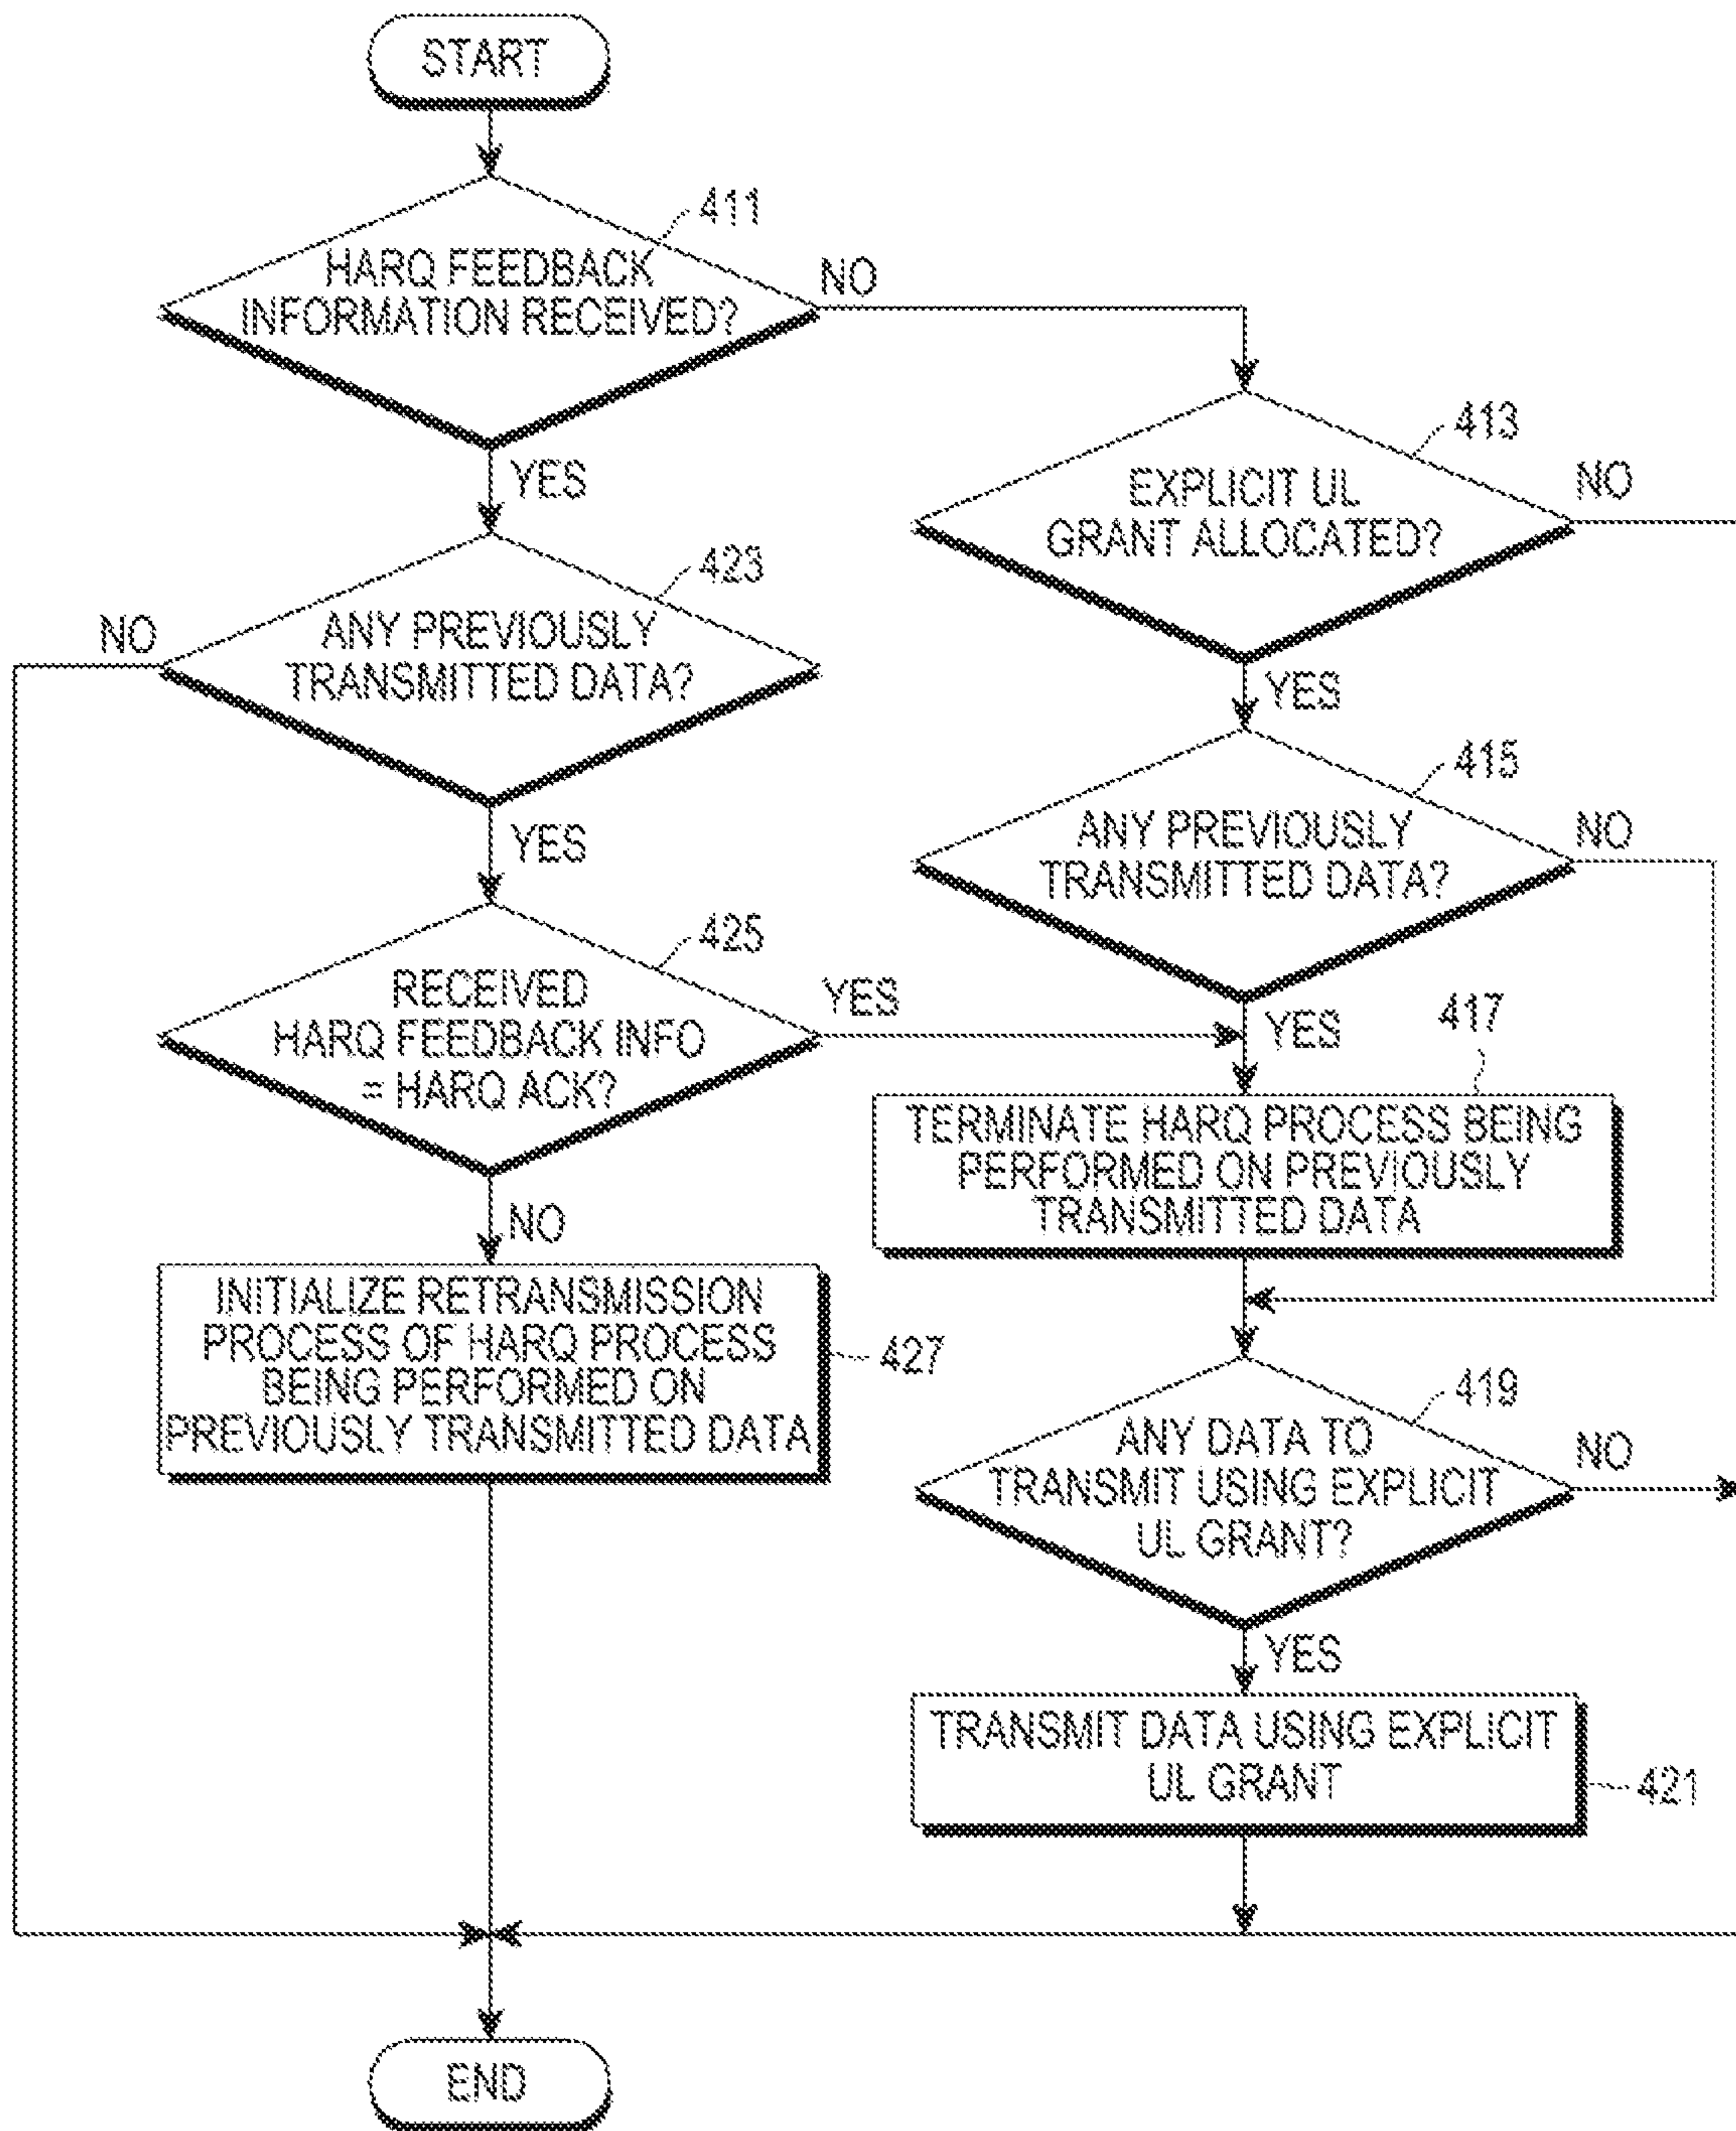 START
411
HARQ FEEDBACK
INFORMATION RECEIVED?
NO
YES
413
EXPLICIT UL
GRANT ALLOCATED?
NO
YES
423
ANY PREVIOUSLY
TRANSMITTED DATA?
NO
YES
415
ANY PREVIOUSLY
TRANSMITTED DATA?
NO
YES
425
RECEIVED
HARQ FEEDBACK INFO
= HARQ ACK?
YES
NO
417
TERMINATE HARQ PROCESS BEING
PERFORMED ON PREVIOUSLY
TRANSMITTED DATA
INITIALIZE RETRANSMISSION
PROCESS OF HARQ PROCESS
BEING PERFORMED ON
PREVIOUSLY TRANSMITTED DATA
427
419
ANY DATA TO
TRANSMIT USING EXPLICIT
UL GRANT?
NO
YES
TRANSMIT DATA USING EXPLICIT
UL GRANT
421
END